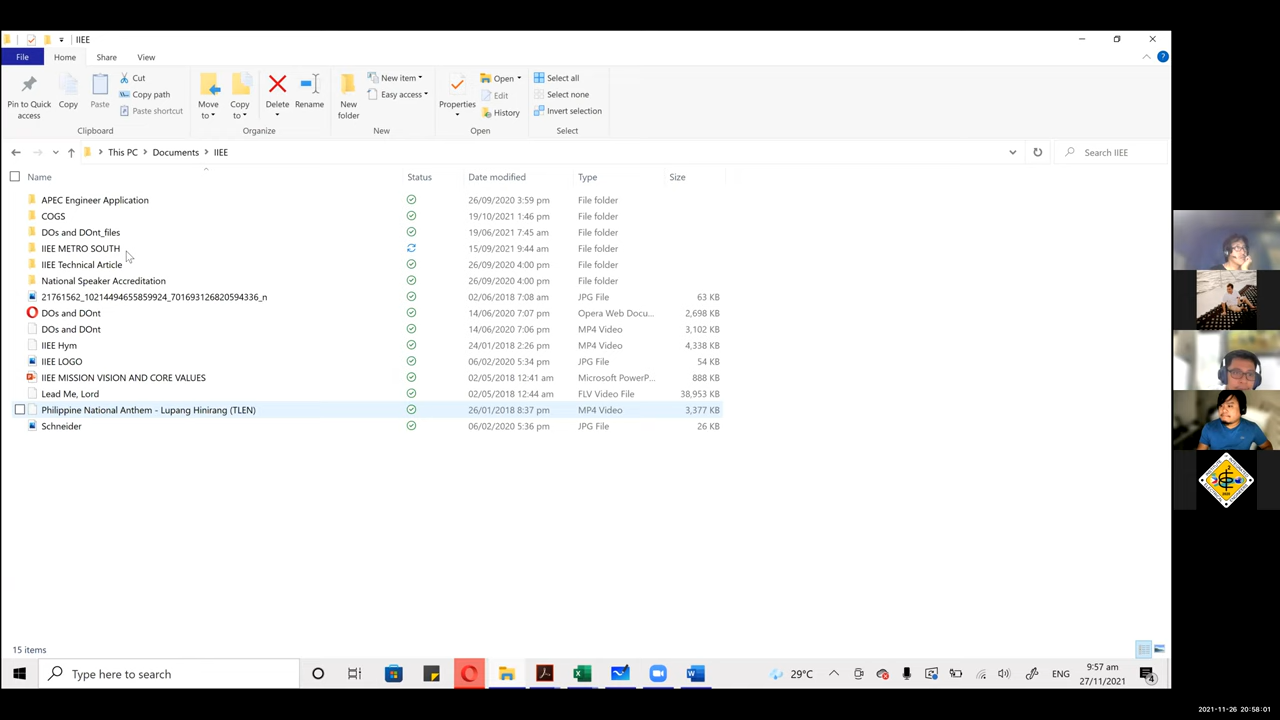 IIEE
File Home Share View
Pin to Quick access
Copy
Paste
Cut
Copy path
Paste shortcut
Clipboard
Move to
Copy to
Delete
Rename
Organize
New folder
New item
Easy access
New
Properties
Open
Edit
History
Open
Select all
Select none
Invert selection
Select
This PC Documents IIEE
Search IIEE
Name Status Date modified Type Size
APEC Engineer Application 26/09/2020 3:59 pm File folder
COGS 19/10/2021 1:46 pm File folder
DOs and DOnt_files 19/06/2021 7:45 am File folder
IIEE METRO SOUTH 15/09/2021 9:44 am File folder
IIEE Technical Article 26/09/2020 4:00 pm File folder
National Speaker Accreditation 26/09/2020 4:00 pm File folder
21761562_10214494655859924_701693126820594336_n 02/06/2018 7:08 am JPG File 63 KB
DOs and DOnt 14/06/2020 7:07 pm Opera Web Docu... 2,698 KB
DOs and DOnt 14/06/2020 7:06 pm MP4 Video 3,102 KB
IIEE Hym 24/01/2018 2:26 pm MP4 Video 4,338 KB
IIEE LOGO 06/02/2020 5:34 pm JPG File 54 KB
IIEE MISSION VISION AND CORE VALUES 02/05/2018 12:41 am Microsoft PowerP... 888 KB
Lead Me, Lord 02/05/2018 12:44 am FLV Video File 38,953 KB
Philippine National Anthem - Lupang Hinirang (TLEN) 26/01/2018 8:37 pm MP4 Video 3,377 KB
Schneider 06/02/2020 5:36 pm JPG File 26 KB
15 items
Type here to search
29°C
ENG
9:57 am
27/11/2021
4
2021-11-26 20:58:01